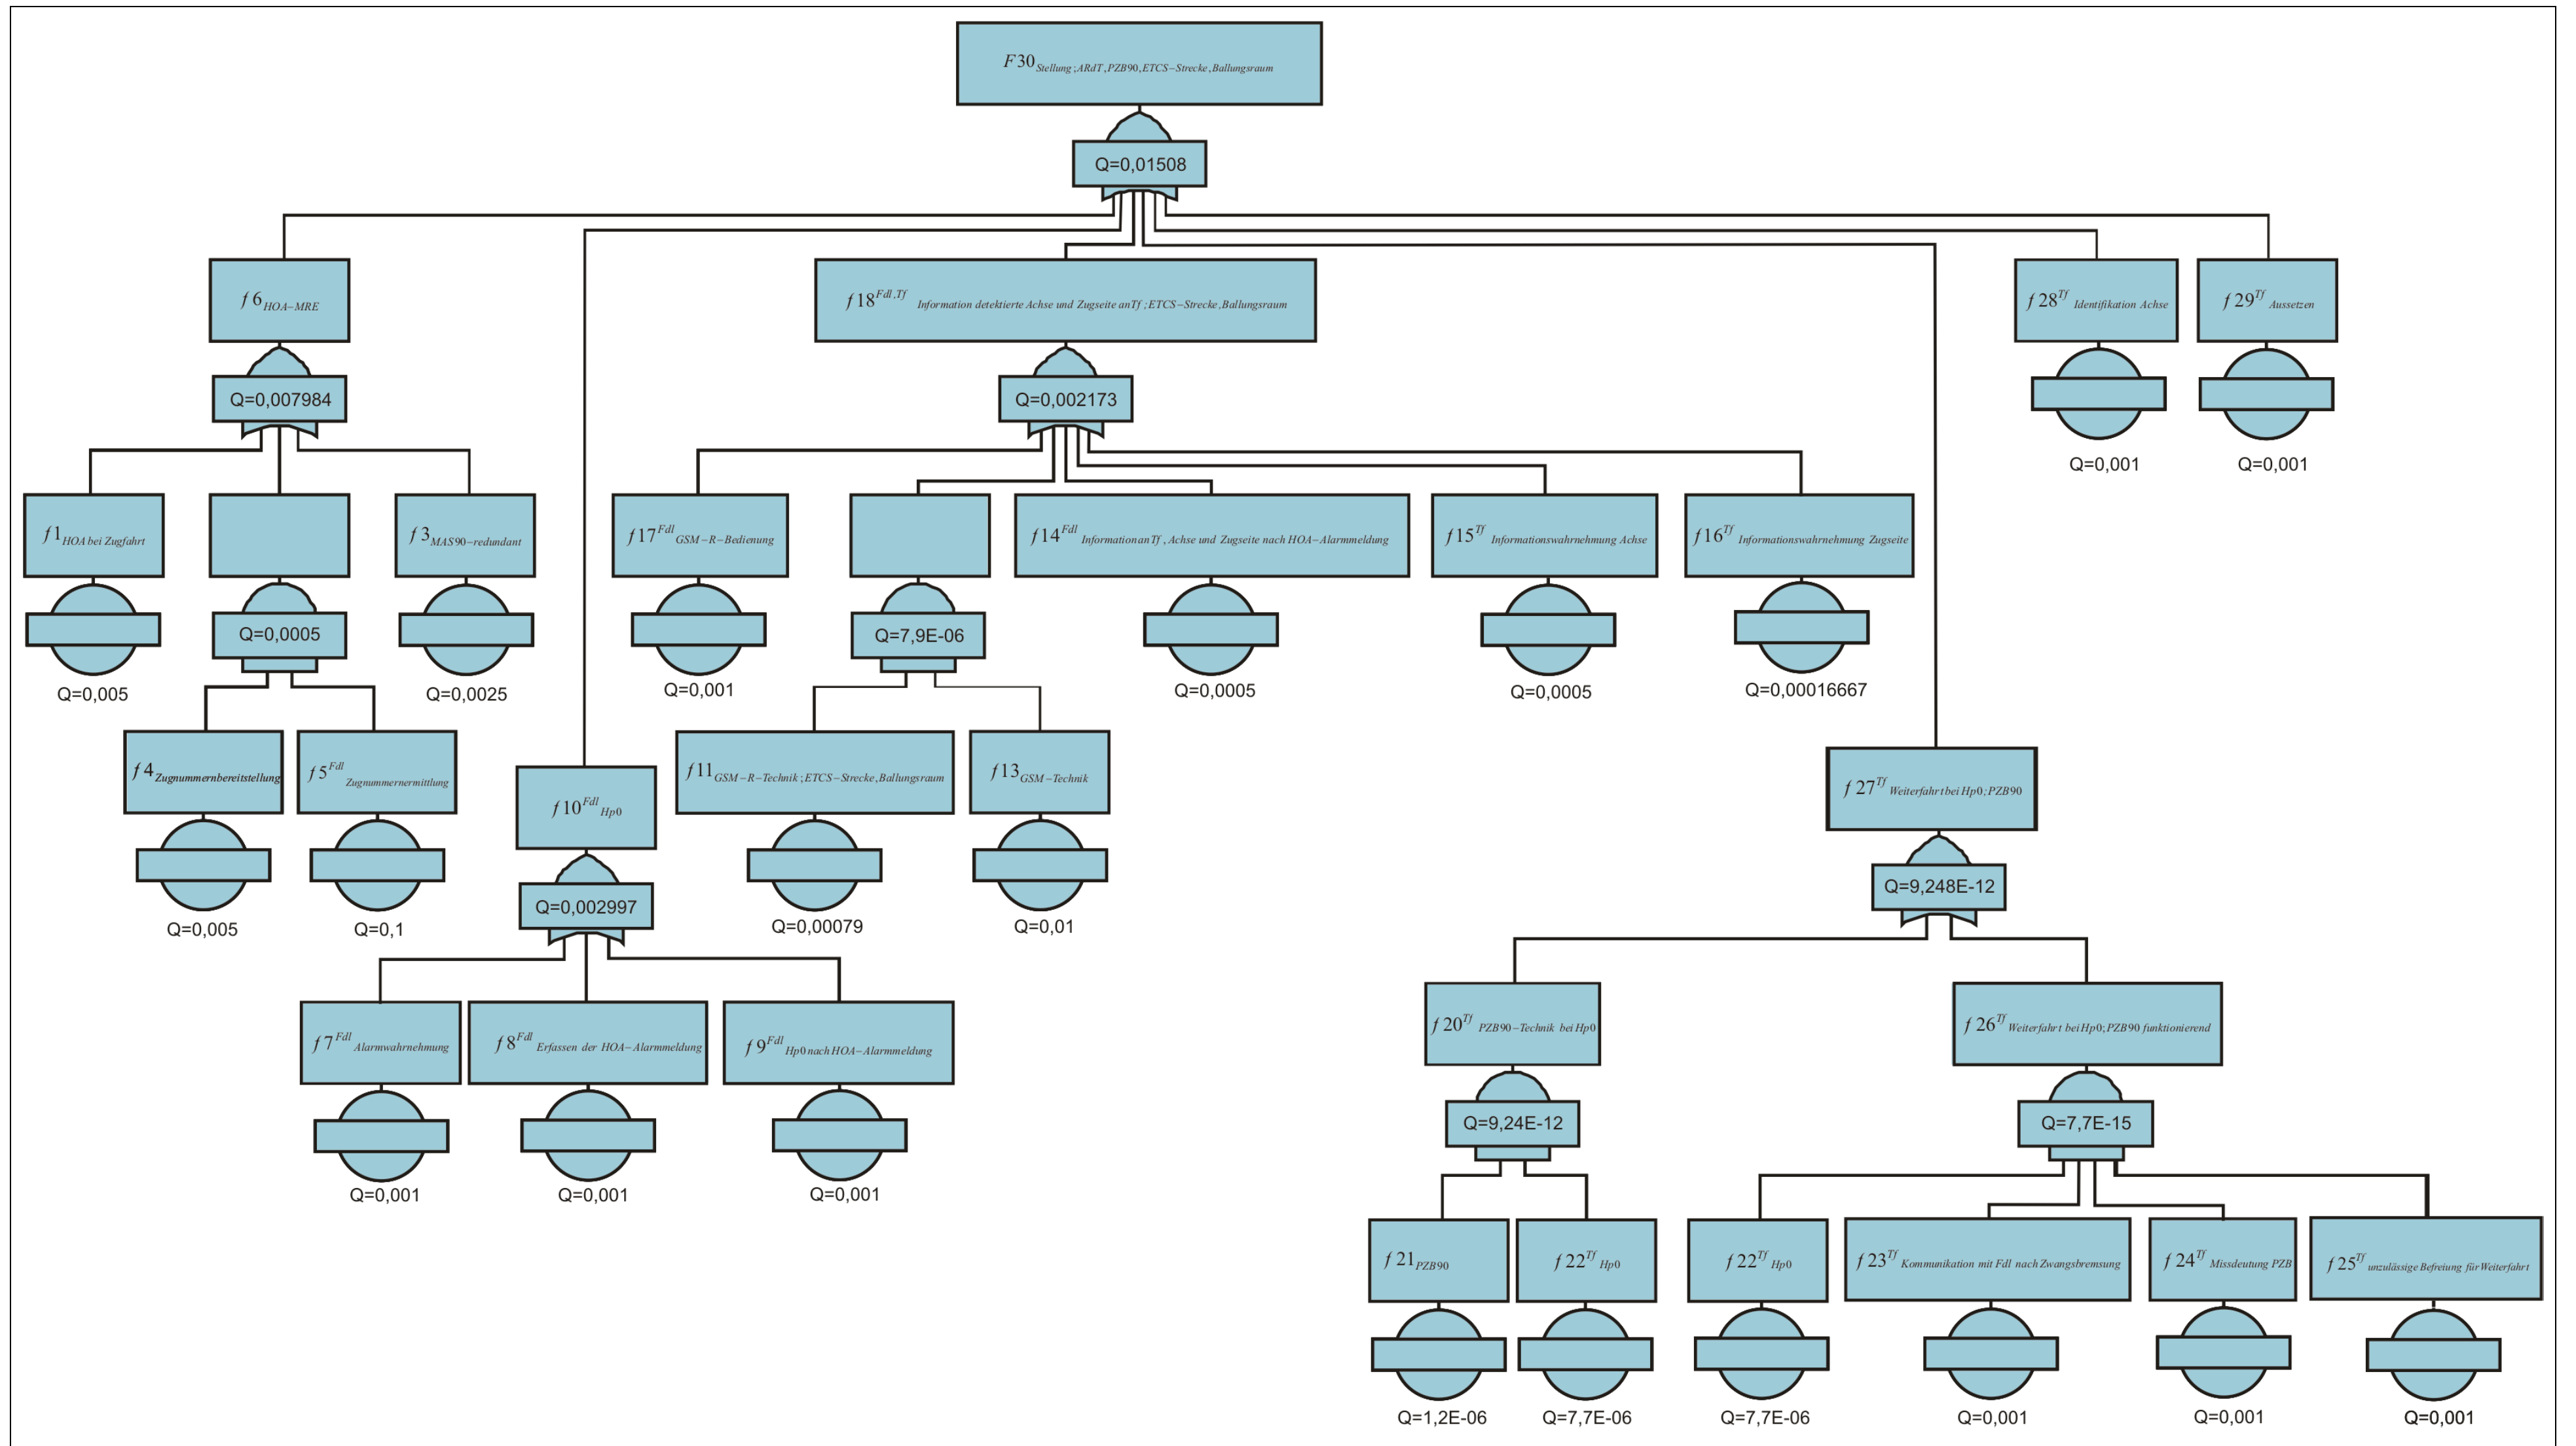 F30 Stellung;ARdT,PZB90,ETCS−Strecke,Ballungsraum
Q=0,01508
f6 HOA−MRE
f18 Fdl,Tf Information detektierte Achse und Zugseite anTf;ETCS−Strecke,Ballungsraum
f28 Tf Identifikation Achse
f29 Tf Aussetzen
Q=0,007984
Q=0,002173
Q=0,001
Q=0,001
f1 HOA bei Zugfahrt
f3 MAS90−redundant
f17 Fdl GSM−R−Bedienung
f14 Fdl InformationanTf,Achse und Zugseite nach HOA−Alarmmeldung
f15 Tf Informationswahrnehmung Achse
f16 Tf Informationswahrnehmung Zugseite
Q=0,0005
Q=7,9E-06
Q=0,005
Q=0,0025
Q=0,001
Q=0,0005
Q=0,0005
Q=0,00016667
f4 Zugnummernbereitstellung
f5 Fdl Zugnummernermittlung
f10 Fdl Hp0
f11 GSM−R−Technik;ETCS−Strecke,Ballungsraum
f13 GSM−Technik
f27 Tf Weiterfahrt bei Hp0;PZB90
Q=0,005
Q=0,1
Q=0,002997
Q=0,00079
Q=0,01
Q=9,248E-12
f7 Fdl Alarmwahrnehmung
f8 Fdl Erfassen der HOA−Alarmmeldung
f9 Fdl Hp0 nach HOA−Alarmmeldung
f20 Tf PZB90−Technik bei Hp0
f26 Tf Weiterfahrt bei Hp0;PZB90 funktionierend
Q=9,24E-12
Q=7,7E-15
Q=0,001
Q=0,001
Q=0,001
f21 PZB90
f22 Tf Hp0
f22 Tf Hp0
f23 Tf Kommunikation mit Fdl nach Zwangsbremsung
f24 Tf Missdeutung PZB
f25 Tf unzulässige Befreiung für Weiterfahrt
Q=1,2E-06
Q=7,7E-06
Q=7,7E-06
Q=0,001
Q=0,001
Q=0,001